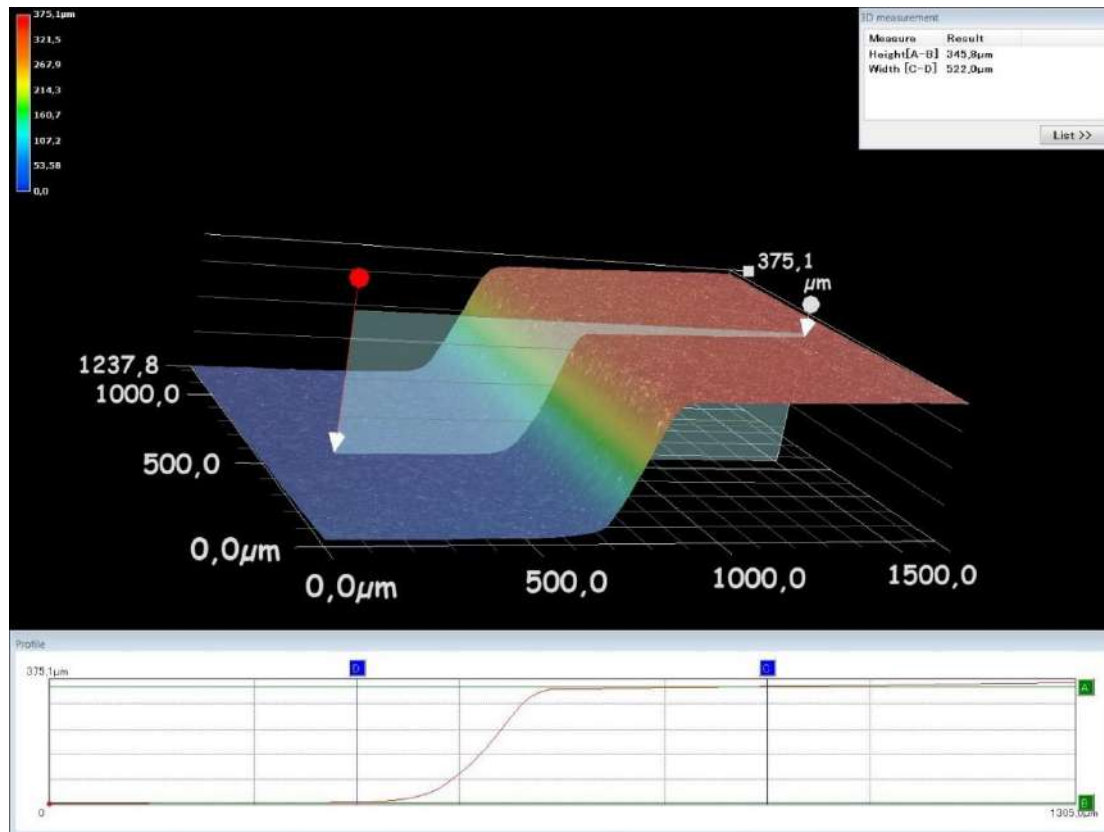 375,1µm
321,5
267,9
214,3
160,7
107,2
53,58
0,0
3D measurement
Measure Result
Height[A-B] 345,8µm
Width [C-D] 522,0µm
List >>
375,1
µm
1237,8
1000,0
500,0
0,0µm
0,0µm 500,0 1000,0 1500,0
Profile
375,1µm
D C
A
B
0 1305,0µm